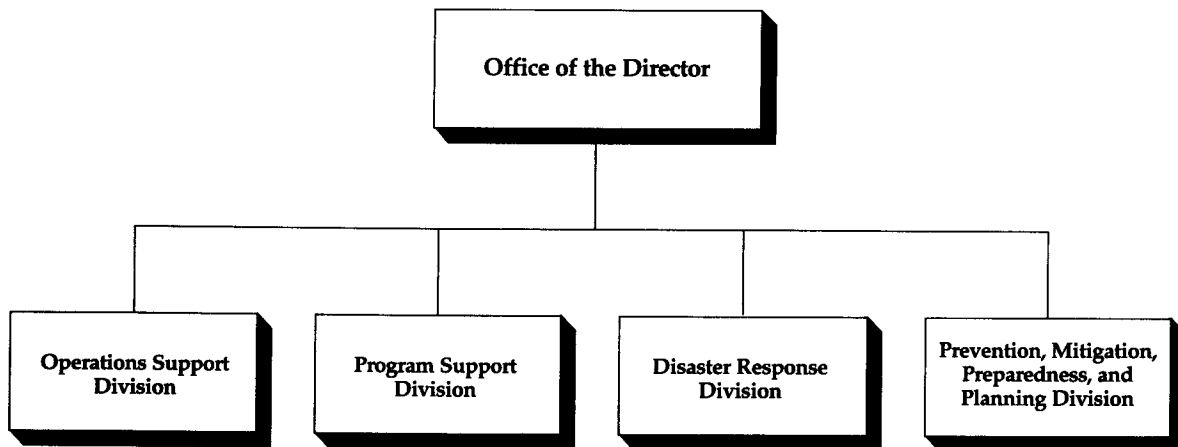 Office of the Director
Operations Support
Division
Program Support
Division
Disaster Response
Division
Prevention, Mitigation,
Preparedness, and
Planning Division